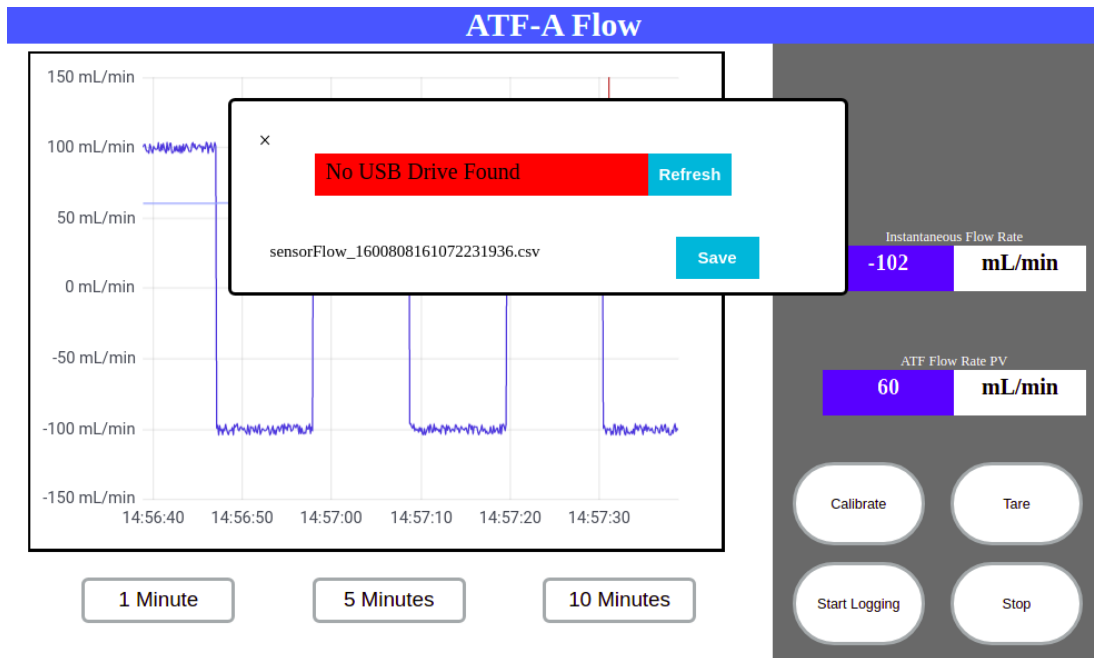 ATF-A Flow
150 mL/min
100 mL/min
50 mL/min
0 mL/min
-50 mL/min
-100 mL/min
-150 mL/min
14:56:40 14:56:50 14:57:00 14:57:10 14:57:20 14:57:30
×
No USB Drive Found Refresh
sensorFlow_1600808161072231936.csv Save
Instantaneous Flow Rate
-102 mL/min
ATF Flow Rate PV
60 mL/min
Calibrate Tare
Start Logging Stop
1 Minute 5 Minutes 10 Minutes